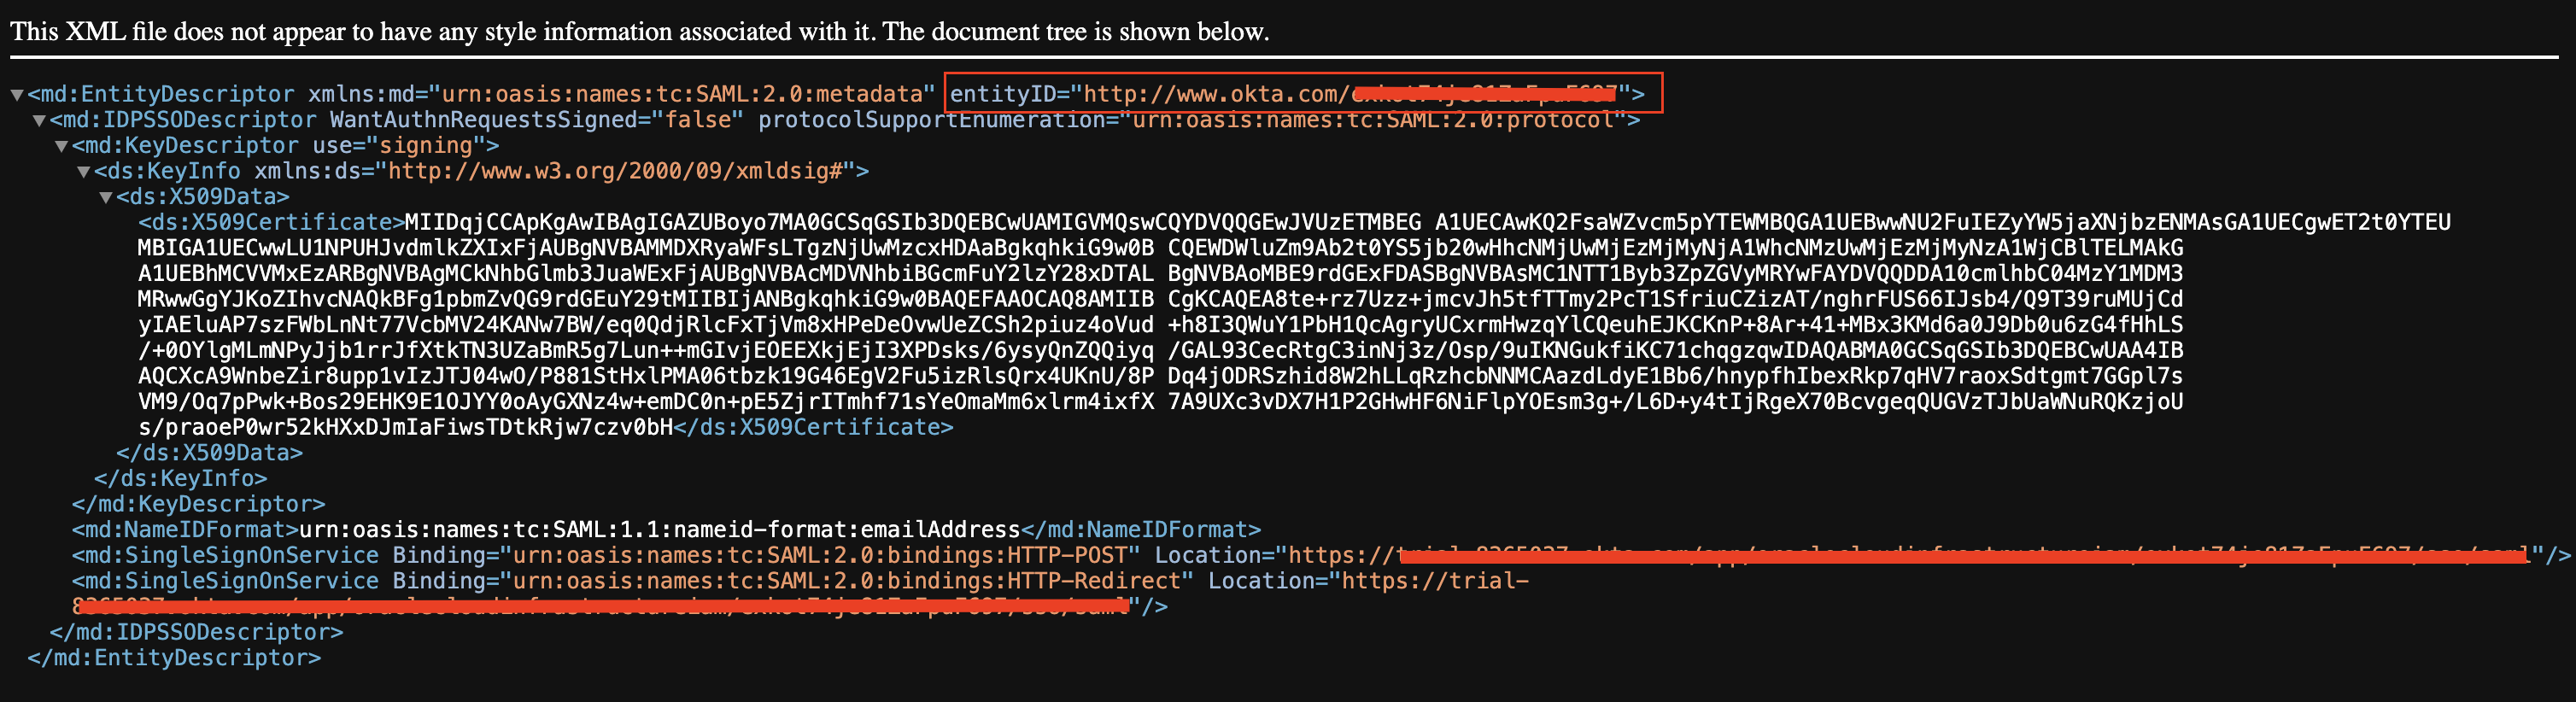 This XML file does not appear to have any style information associated with it. The document tree is shown below.
<md:EntityDescriptor xmlns:md="urn:oasis:names:tc:SAML:2.0:metadata" entityID="http://www.okta.com/">
<md:IDPSSODescriptor WantAuthnRequestsSigned="false" protocolSupportEnumeration="urn:oasis:names:tc:SAML:2.0:protocol">
<md:KeyDescriptor use="signing">
<ds:KeyInfo xmlns:ds="http://www.w3.org/2000/09/xmldsig#">
<ds:X509Data>
<ds:X509Certificate>MIIDqjCCApKgAwIBAgIGAZUBoyo7MA0GCSqGSIb3DQEBCwUAMIGVMQswCQYDVQQGEwJVUzETMBEG A1UECAwKQ2FsaWZvcm5pYTEWMBQGA1UEBwwNU2FuIEZyYW5jaXNjbzENMAsGA1UECgwET2t0YTEU
MBIGA1UECwwLU1NPUHJvdmlkZXIxFjAUBgNVBAMMDXRyaWFsLTgzNjUwMzcxHDAaBgkqhkiG9w0B CQEWDWluZm9Ab2t0YS5jb20wHhcNMjUwMjEzMjMyNjA1WhcNMzUwMjEzMjMyNzA1WjCBlTELMAkG
A1UEBhMCVVMxEzARBgNVBAgMCkNhbGlmb3JuaWExFjAUBgNVBAcMDVNhbiBGcmFuY2lzY28xDTAL BgNVBAoMBE9rdGExFDASBgNVBAsMC1NTT1Byb3ZpZGVyMRYwFAYDVQQDDA10cmlhbC04MzY1MDM3
MRwwGgYJKoZIhvcNAQkBFg1pbmZvQG9rdGEuY29tMIIBIjANBgkqhkiG9w0BAQEFAAOCAQ8AMIIB CgKCAQEA8te+rz7Uzz+jmcvJh5tfTTmy2PcT1SfriuCZizAT/nghrFUS66IJsb4/Q9T39ruMUjCd
yIAEluAP7szFWbLnNt77VcbMV24KANw7BW/eq0QdjRlcFxTjVm8xHPeDeOvwUeZCSh2piuz4oVud +h8I3QWuY1PbH1QcAgryUCxrmHwzqYlCQeuhEJKCKnP+8Ar+41+MBx3KMd6a0J9Db0u6zG4fHhLS
/+0OYlgMLmNPyJjb1rrJfXtkTN3UZaBmR5g7Lun++mGIvjEOEEXkjEjI3XPDsks/6ysyQnZQQiyq /GAL93CecRtgC3inNj3z/Osp/9uIKNGukfiKC71chqgzqwIDAQABMA0GCSqGSIb3DQEBCwUAA4IB
AQCXcA9WnbeZir8upp1vIzJTJ04wO/P881StHxlPMA06tbzk19G46EgV2Fu5izRlsQrx4UKnU/8P Dq4jODRSzhid8W2hLLqRzhcbNNMCAazdLdyE1Bb6/hnypfhIbexRkp7qHV7raoxSdtgmt7GGpl7s
VM9/Oq7pPwk+Bos29EHK9E1OJYY0oAyGXNz4w+emDC0n+pE5ZjrITmhf71sYeOmaMm6xlrm4ixfX 7A9UXc3vDX7H1P2GHwHF6NiFlpYOEsm3g+/L6D+y4tIjRgeX70BcvgeqQUGVzTJbUaWNuRQKzjoU
s/praoeP0wr52kHXxDJmIaFiwsTDtkRjw7czv0bH</ds:X509Certificate>
</ds:X509Data>
</ds:KeyInfo>
</md:KeyDescriptor>
<md:NameIDFormat>urn:oasis:names:tc:SAML:1.1:nameid-format:emailAddress</md:NameIDFormat>
<md:SingleSignOnService Binding="urn:oasis:names:tc:SAML:2.0:bindings:HTTP-POST" Location="https://"/>
<md:SingleSignOnService Binding="urn:oasis:names:tc:SAML:2.0:bindings:HTTP-Redirect" Location="https://trial-
"/>
</md:IDPSSODescriptor>
</md:EntityDescriptor>